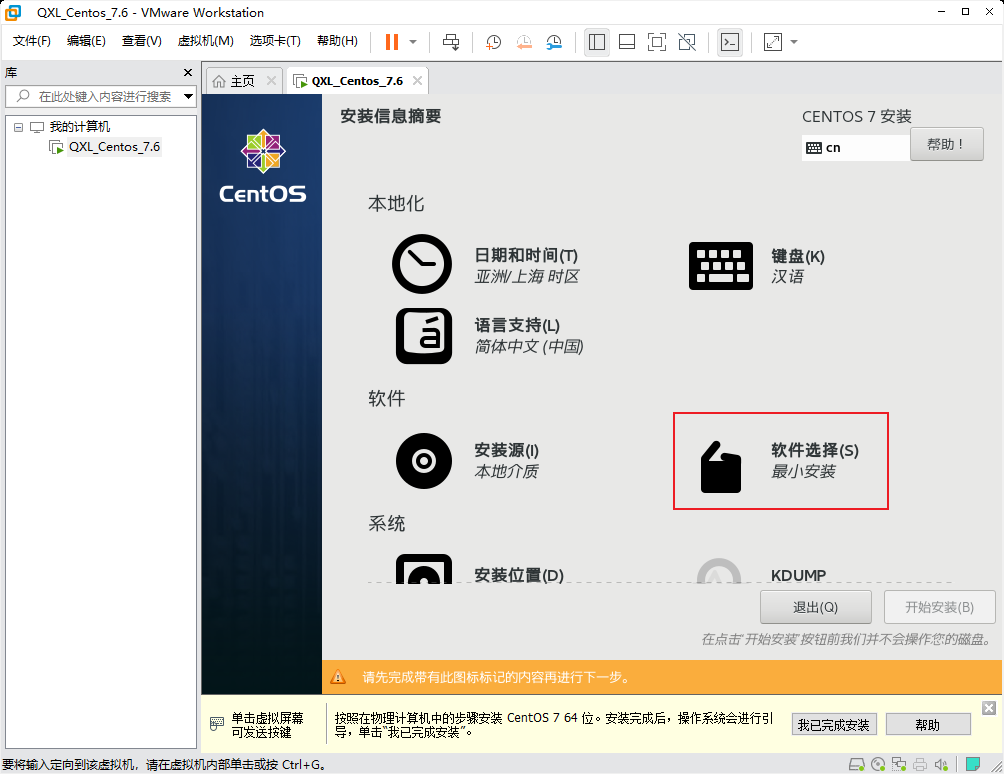 QXL_Centos_7.6 - VMware Workstation
文件(F) 编辑(E) 查看(V) 虚拟机(M) 选项卡(T) 帮助(H)
库
在此处键入内容进行搜索
我的计算机
QXL_Centos_7.6
主页 QXL_Centos_7.6
CentOS
安装信息摘要
CENTOS 7 安装
cn
帮助！
本地化
日期和时间(T)
亚洲/上海 时区
键盘(K)
汉语
语言支持(L)
简体中文 (中国)
软件
安装源(I)
本地介质
软件选择(S)
最小安装
系统
安装位置(D)
KDUMP
退出(Q) 开始安装(B)
在点击'开始安装'按钮前我们并不会操作您的磁盘。
请先完成带有此图标标记的内容再进行下一步。
单击虚拟屏幕
可发送按键
按照在物理计算机中的步骤安装 CentOS 7 64 位。安装完成后，操作系统会进行引
导，单击"我已完成安装"。
我已完成安装 帮助
要将输入定向到该虚拟机，请在虚拟机内部单击或按 Ctrl+G。